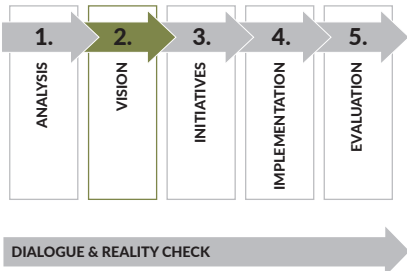 1.
2.
3.
4.
5.
ANALYSIS
VISION
INITIATIVES
IMPLEMENTATION
EVALUATION
DIALOGUE & REALITY CHECK